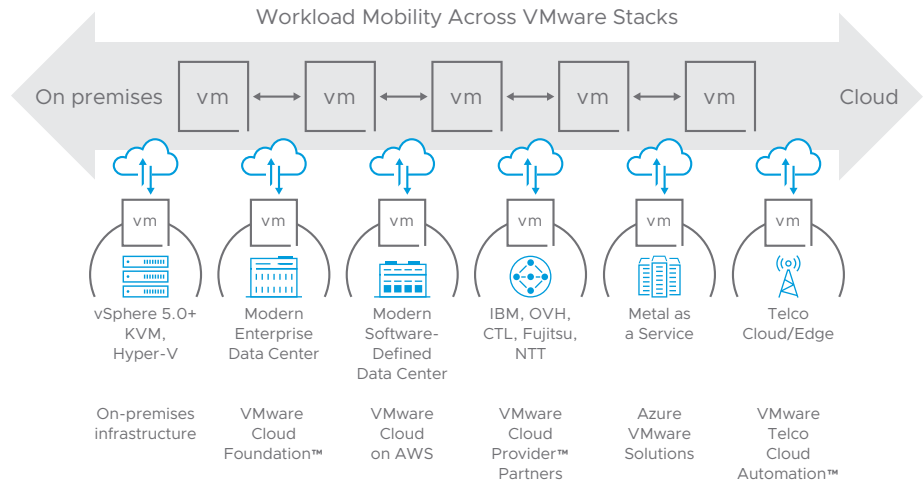 Workload Mobility Across VMware Stacks
On premises
vm
vm
vm
vm
vm
Cloud
vm
vm
vm
vm
vm
vm
vSphere 5.0+
KVM,
Hyper-V
Modern
Enterprise
Data Center
Modern
Software-
Defined
Data Center
IBM, OVH,
CTL, Fujitsu,
NTT
Metal as
a Service
Telco
Cloud/Edge
On-premises
infrastructure
VMware
Cloud
Foundation™
VMware
Cloud
on AWS
VMware
Cloud
Provider™
Partners
Azure
VMware
Solutions
VMware
Telco
Cloud
Automation™